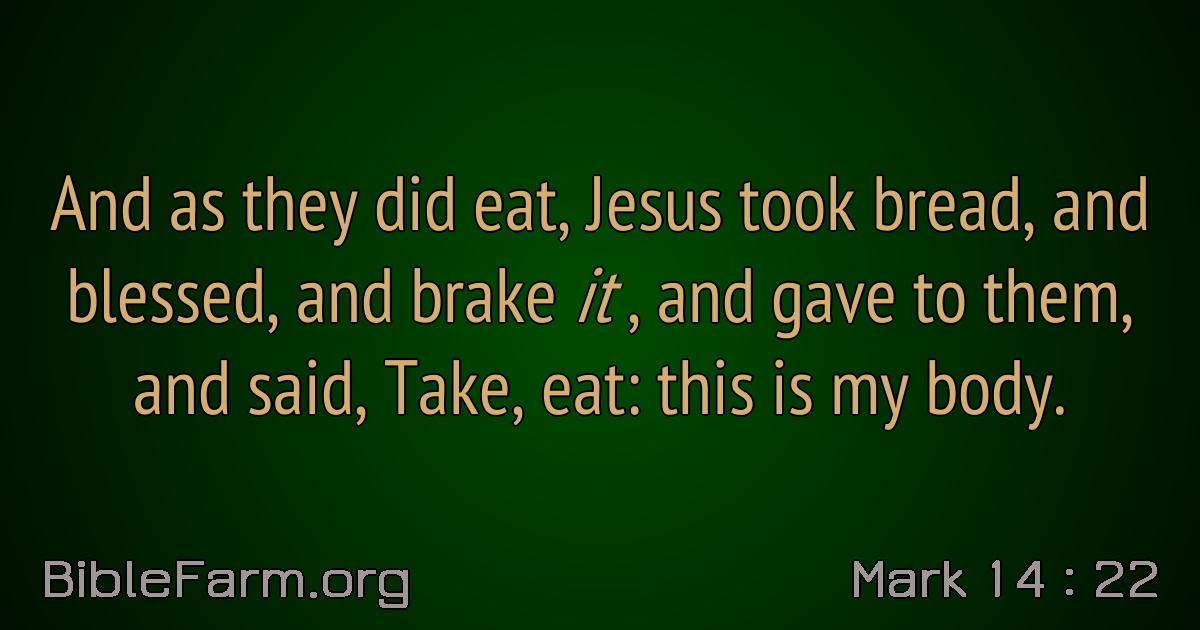 And as they did eat, Jesus took bread, and
blessed, and brake it , and gave to them,
and said, Take, eat: this is my body.
BibleFarm.org
Mark 14 : 22